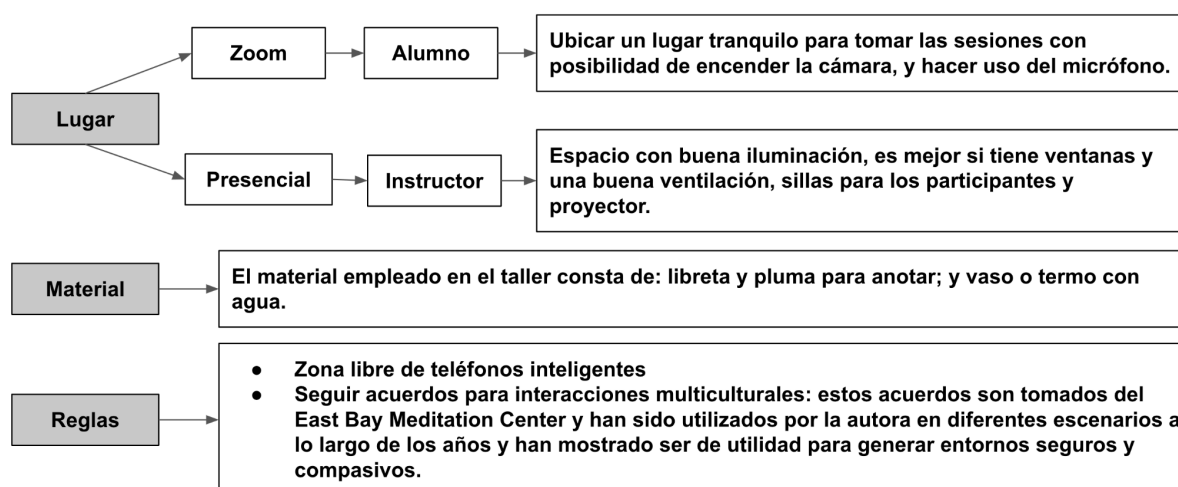 Lugar
Zoom
Alumno
Ubicar un lugar tranquilo para tomar las sesiones con
posibilidad de encender la cámara, y hacer uso del micrófono.
Presencial
Instructor
Espacio con buena iluminación, es mejor si tiene ventanas y
una buena ventilación, sillas para los participantes y
proyector.
Material
El material empleado en el taller consta de: libreta y pluma para anotar; y vaso o termo con
agua.
Reglas
● Zona libre de teléfonos inteligentes
● Seguir acuerdos para interacciones multiculturales: estos acuerdos son tomados del
East Bay Meditation Center y han sido utilizados por la autora en diferentes escenarios a
lo largo de los años y han mostrado ser de utilidad para generar entornos seguros y
compasivos.